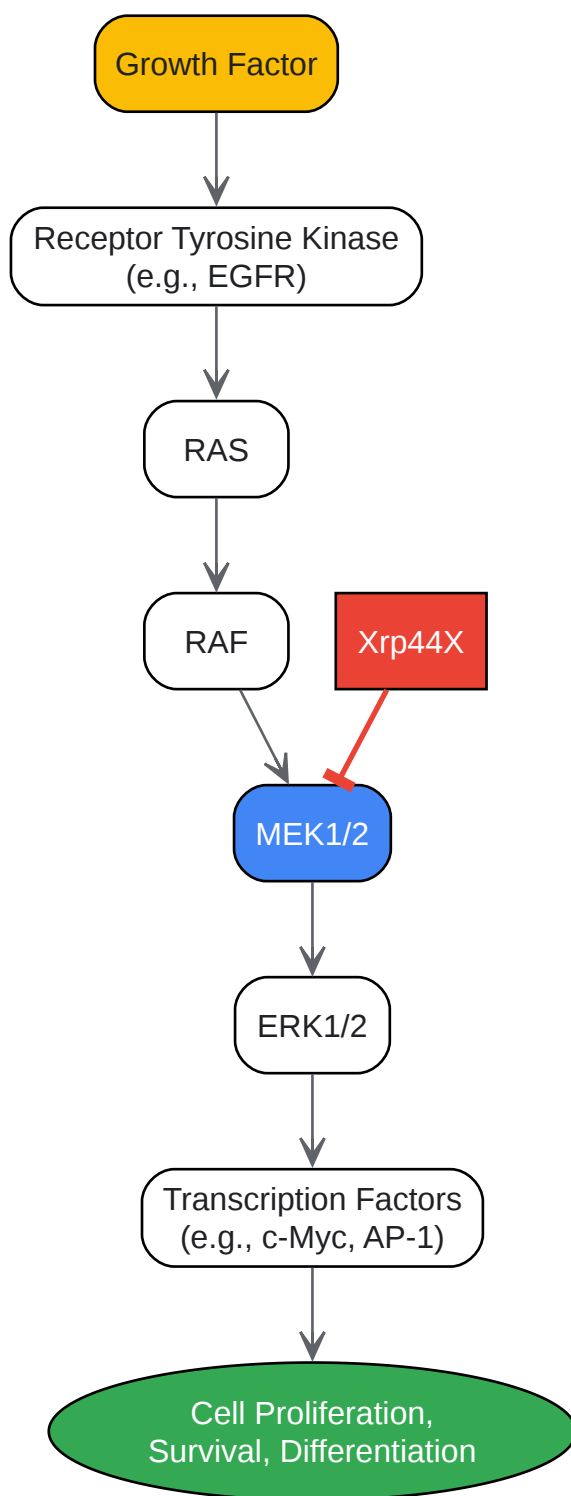 Growth Factor
Receptor Tyrosine Kinase
(e.g., EGFR)
RAS
RAF
Xrp44X
MEK1/2
ERK1/2
Transcription Factors
(e.g., c-Myc, AP-1)
Cell Proliferation,
Survival, Differentiation